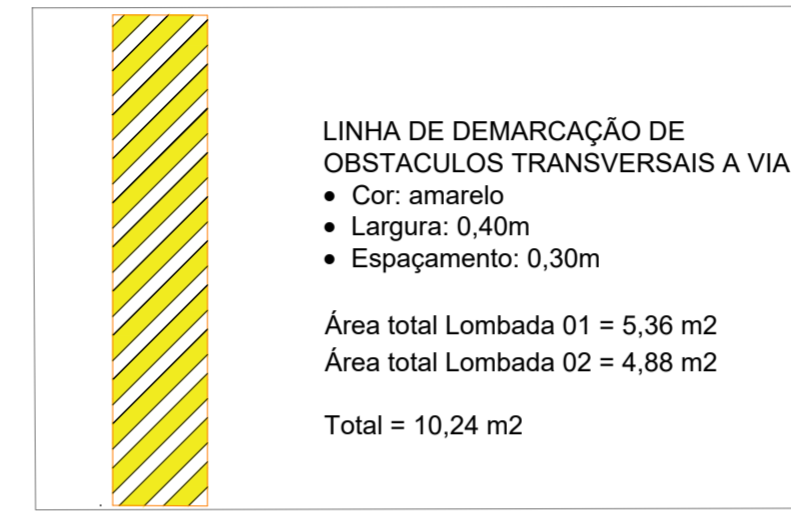 LINHA DE DEMARCAÇÃO DE
OBSTACULOS TRANSVERSAIS A VIA
• Cor: amarelo
• Largura: 0,40m
• Espaçamento: 0,30m
Área total Lombada 01 = 5,36 m2
Área total Lombada 02 = 4,88 m2
Total = 10,24 m2